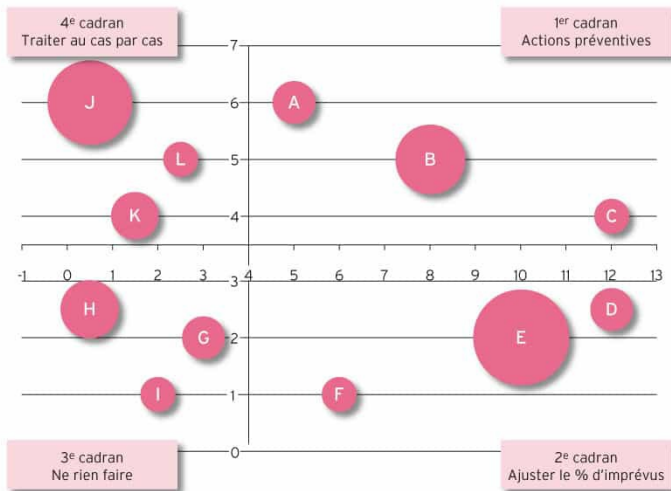 4e cadran
Traiter au cas par cas
1er cadran
Actions préventives
7
J
6
A
5
L
B
K
4
C
-1 0 1 2 3 4 5 6 7 8 9 10 11 12 13
3
H
D
G
2
E
I
1
F
0
3e cadran
Ne rien faire
2e cadran
Ajuster le % d'imprévus